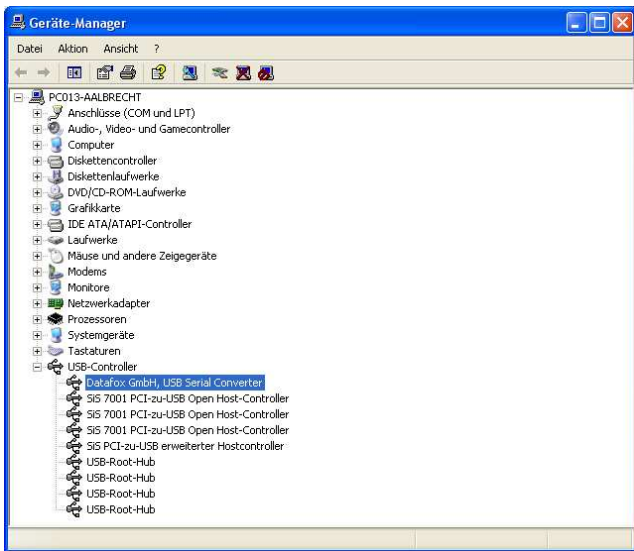 Geräte-Manager
Datei Aktion Ansicht ?
PC013-AALBRECHT
Anschlüsse (COM und LPT)
Audio-, Video- und Gamecontroller
Computer
Diskettencontroller
Diskettenlaufwerke
DVD/CD-ROM-Laufwerke
Grafikkarte
IDE ATA/ATAPI-Controller
Laufwerke
Mäuse und andere Zeigegeräte
Modems
Monitore
Netzwerkadapter
Prozessoren
Systemgeräte
Tastaturen
USB-Controller
Datafox GmbH, USB Serial Converter
SiS 7001 PCI-zu-USB Open Host-Controller
SiS 7001 PCI-zu-USB Open Host-Controller
SiS 7001 PCI-zu-USB Open Host-Controller
SiS PCI-zu-USB erweiterter Hostcontroller
USB-Root-Hub
USB-Root-Hub
USB-Root-Hub
USB-Root-Hub